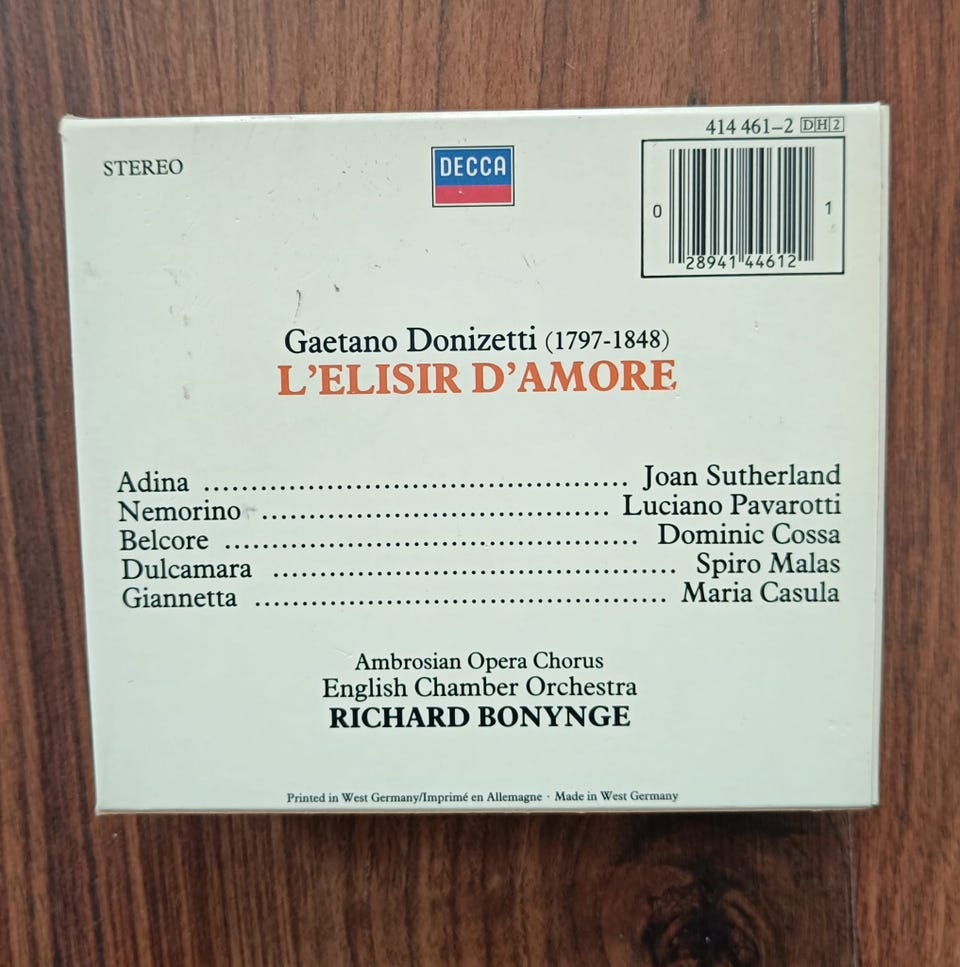 414 461-2 DH2
STEREO
DECCA
0 28941 44612 1
Gaetano Donizetti (1797-1848)
L'ELISIR D'AMORE
Adina ................................................ Joan Sutherland
Nemorino ....................................... Luciano Pavarotti
Belcore .............................................. Dominic Cossa
Dulcamara ............................................. Spiro Malas
Giannetta .............................................. Maria Casula
Ambrosian Opera Chorus
English Chamber Orchestra
RICHARD BONYNGE
Printed in West Germany/Imprimé en Allemagne · Made in West Germany